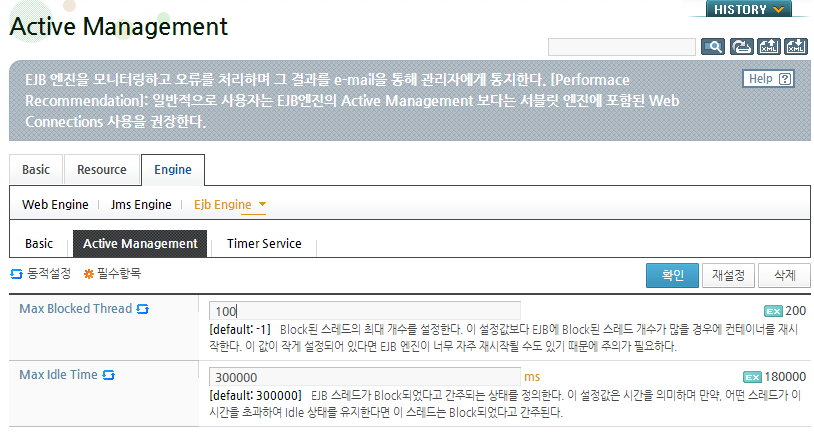 HISTORY
Active Management
XML XML
EJB 엔진을 모니터링하고 오류를 처리하며 그 결과를 e-mail을 통해 관리자에게 통지한다. [Performace
Recommendation]: 일반적으로 사용자는 EJB엔진의 Active Management 보다는 서블릿 엔진에 포함된 Web
Connections 사용을 권장한다.
Help ?
Basic Resource Engine
Web Engine Jms Engine Ejb Engine
Basic Active Management Timer Service
동적설정 필수항목 확인 재설정 삭제
Max Blocked Thread 100 EX 200
[default: -1] Block된 스레드의 최대 개수를 설정한다. 이 설정값보다 EJB에 Block된 스레드 개수가 많을 경우에 컨테이너를 재시
작한다. 이 값이 작게 설정되어 있다면 EJB 엔진이 너무 자주 재시작될 수도 있기 때문에 주의가 필요하다.
Max Idle Time 300000 ms EX 180000
[default: 300000] EJB 스레드가 Block되었다고 간주되는 상태를 정의한다. 이 설정값은 시간을 의미하며 만약, 어떤 스레드가 이
시간을 초과하여 Idle 상태를 유지한다면 이 스레드는 Block되었다고 간주된다.